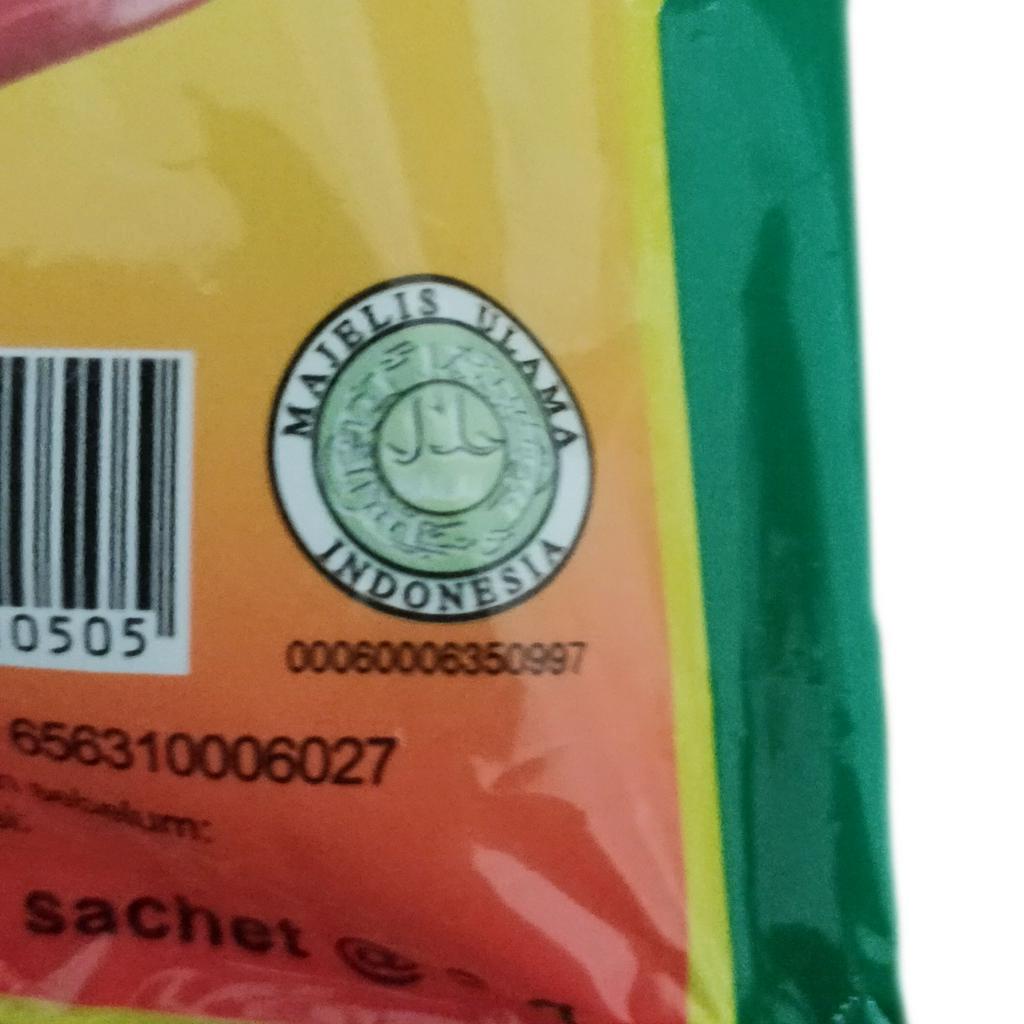 MAJELIS ULAMA
حلال
INDONESIA
00060006350997
0505
656310006027
sachet @